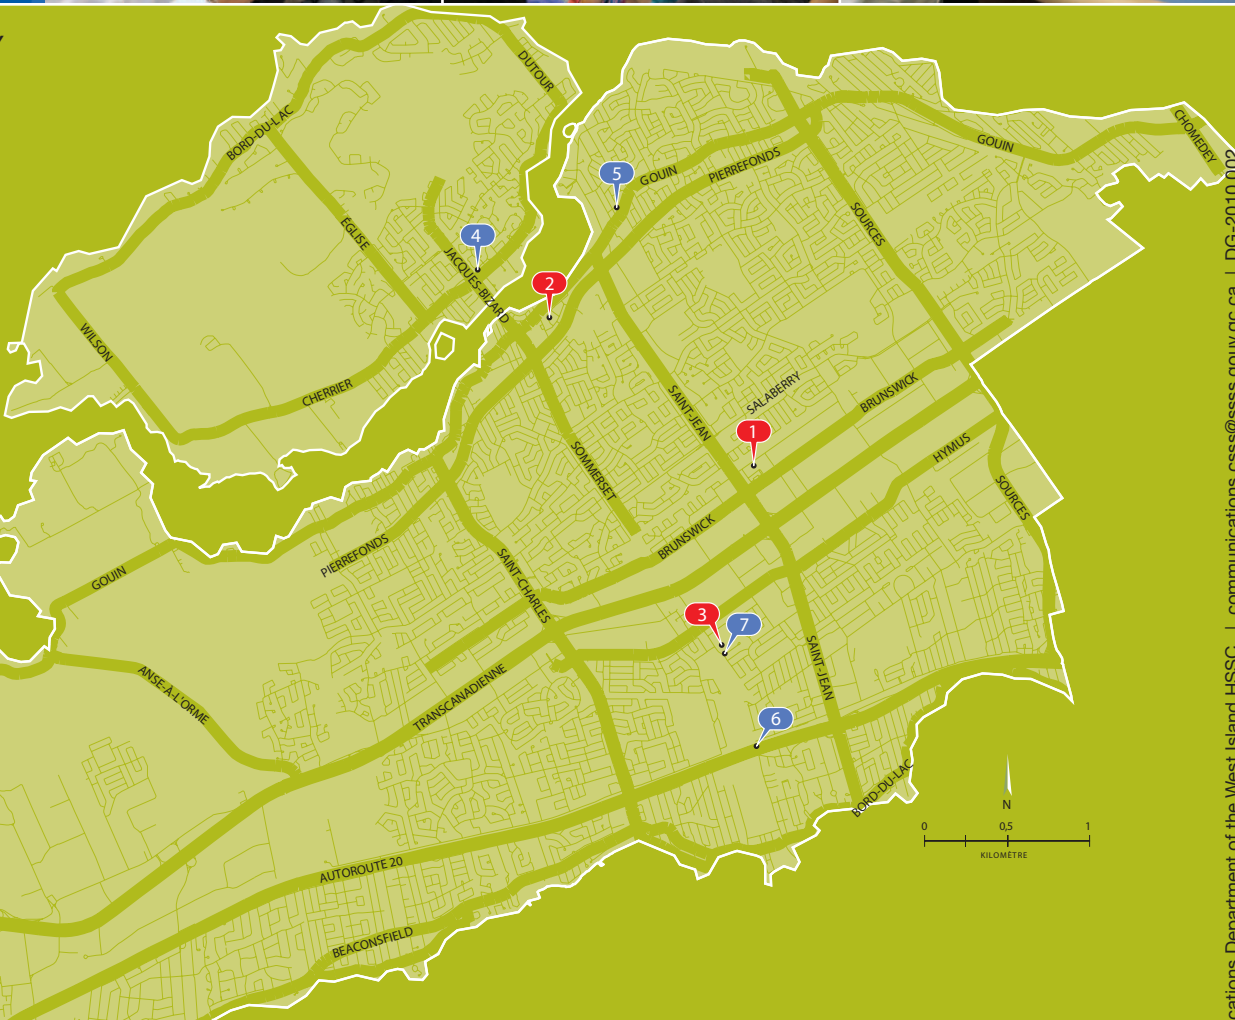 DUTOUR
BORD-DU-LAC
CHOMEDEY
GOUIN
GOUIN
PIERREFONDS
5
SOURCES
ÉGLISE
4
JACQUES-BIZARD
2
WILSON
CHERRIER
SALABERRY
SAINT-JEAN
BRUNSWICK
1
HYMUS
SOMMERSET
SOURCES
BRUNSWICK
PIERREFONDS
GOUIN
SAINT-CHARLES
3
7
SAINT-JEAN
ANSE-À-L'ORME
TRANSCANADIENNE
6
BORD-DU-LAC
N
0 0,5 1
KILOMÈTRE
AUTOROUTE 20
BEACONSFIELD
cations Department of the West Island HSSC | communications.csss@ssss.gouv.qc.ca | DG-2010.002